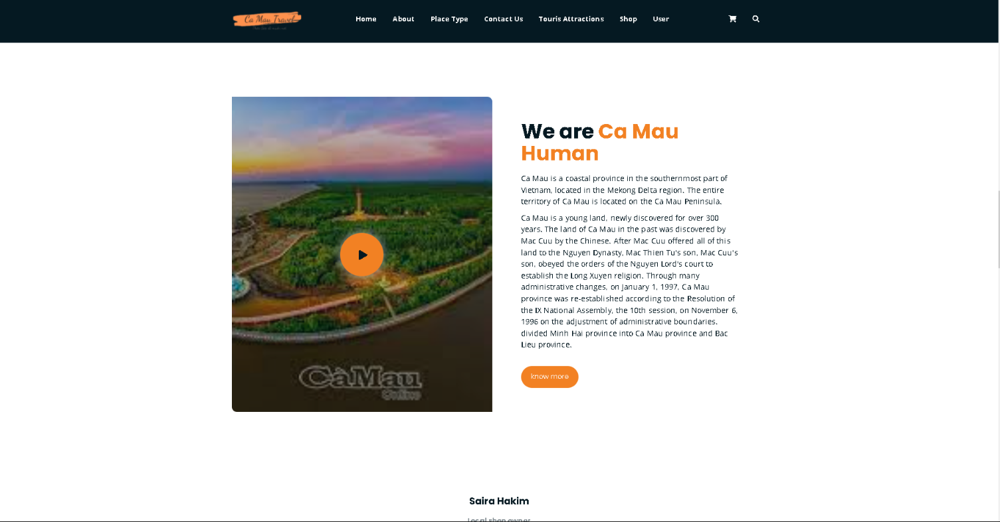 Ca Mau Travel
Home About Place Type Contact Us Touris Attractions Shop User
We are Ca Mau
Human
Ca Mau is a coastal province in the southernmost part of
Vietnam, located in the Mekong Delta region. The entire
territory of Ca Mau is located on the Ca Mau Peninsula.
Ca Mau is a young land, newly discovered for over 300
years. The land of Ca Mau in the past was discovered by
Mac Cuu by the Chinese. After Mac Cuu offered all of this
land to the Nguyen Dynasty, Mac Thien Tu's son, Mac Cuu's
son, obeyed the orders of the Nguyen Lord's court to
establish the Long Xuyen religion. Through many
administrative changes, on January 1, 1997, Ca Mau
province was re-established according to the Resolution of
the IX National Assembly, the 10th session, on November 6,
1996 on the adjustment of administrative boundaries.
divided Minh Hai province into Ca Mau province and Bac
Lieu province.
know more
CàMau
Online
Saira Hakim
Local shop owner